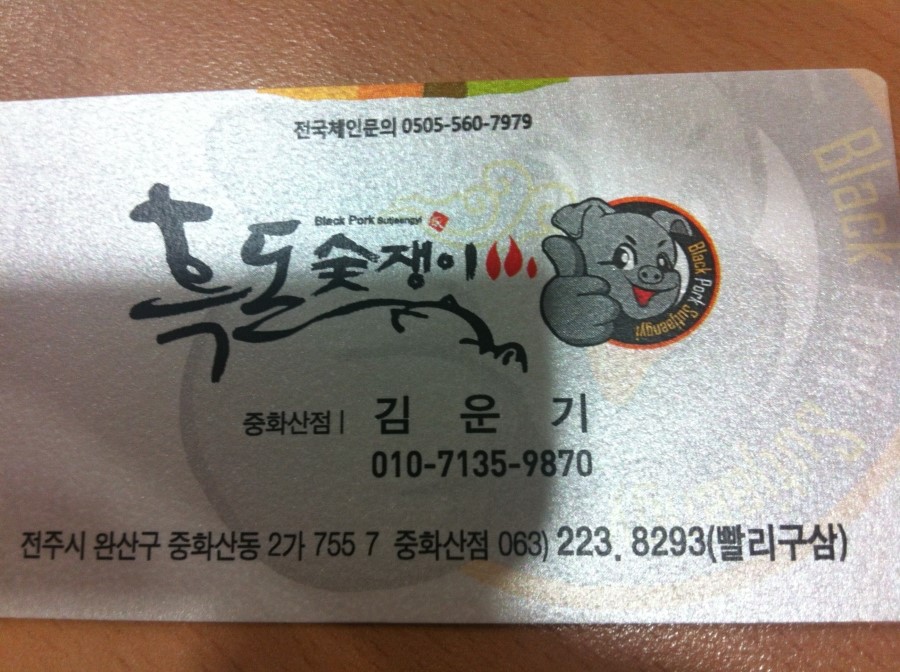 전국체인문의 0505-560-7979
Black Pork Sutjaengyi
흑돈숯쟁이
Black Pork Sutjaengyi
Black
중화산점 | 김 운 기
010-7135-9870
전주시 완산구 중화산동 2가 755 7 중화산점 063) 223. 8293(빨리구삼)